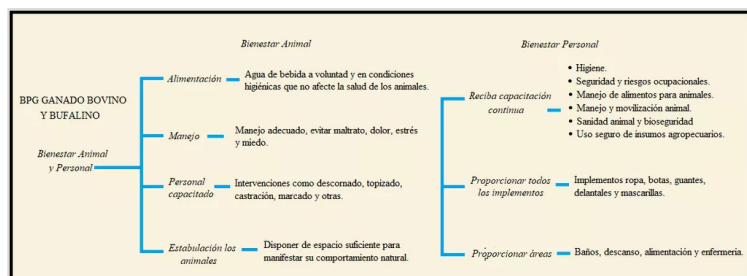 Bienestar Animal
Bienestar Personal
BPG GANADO BOVINO
Y BUFALINO
Bienestar Animal
y Personal
Alimentación
Agua de bebida a voluntad y en condiciones
higiénicas que no afecte la salud de los animales.
Manejo
Manejo adecuado, evitar maltrato, dolor, estrés
y miedo.
Personal
capacitado
Intervenciones como descornado, topizado,
castración, marcado y otras.
Estabulación los
animales
Disponer de espacio suficiente para
manifestar su comportamiento natural.
Reciba capacitación
continua
• Higiene.
• Seguridad y riesgos ocupacionales.
• Manejo de alimentos para animales.
• Manejo y movilización animal.
• Sanidad animal y bioseguridad
• Uso seguro de insumos agropecuarios.
Proporcionar todos
los implementos
Implementos ropa, botas, guantes,
delantales y mascarillas.
Proporcionar áreas
Baños, descanso, alimentación y enfermeria.